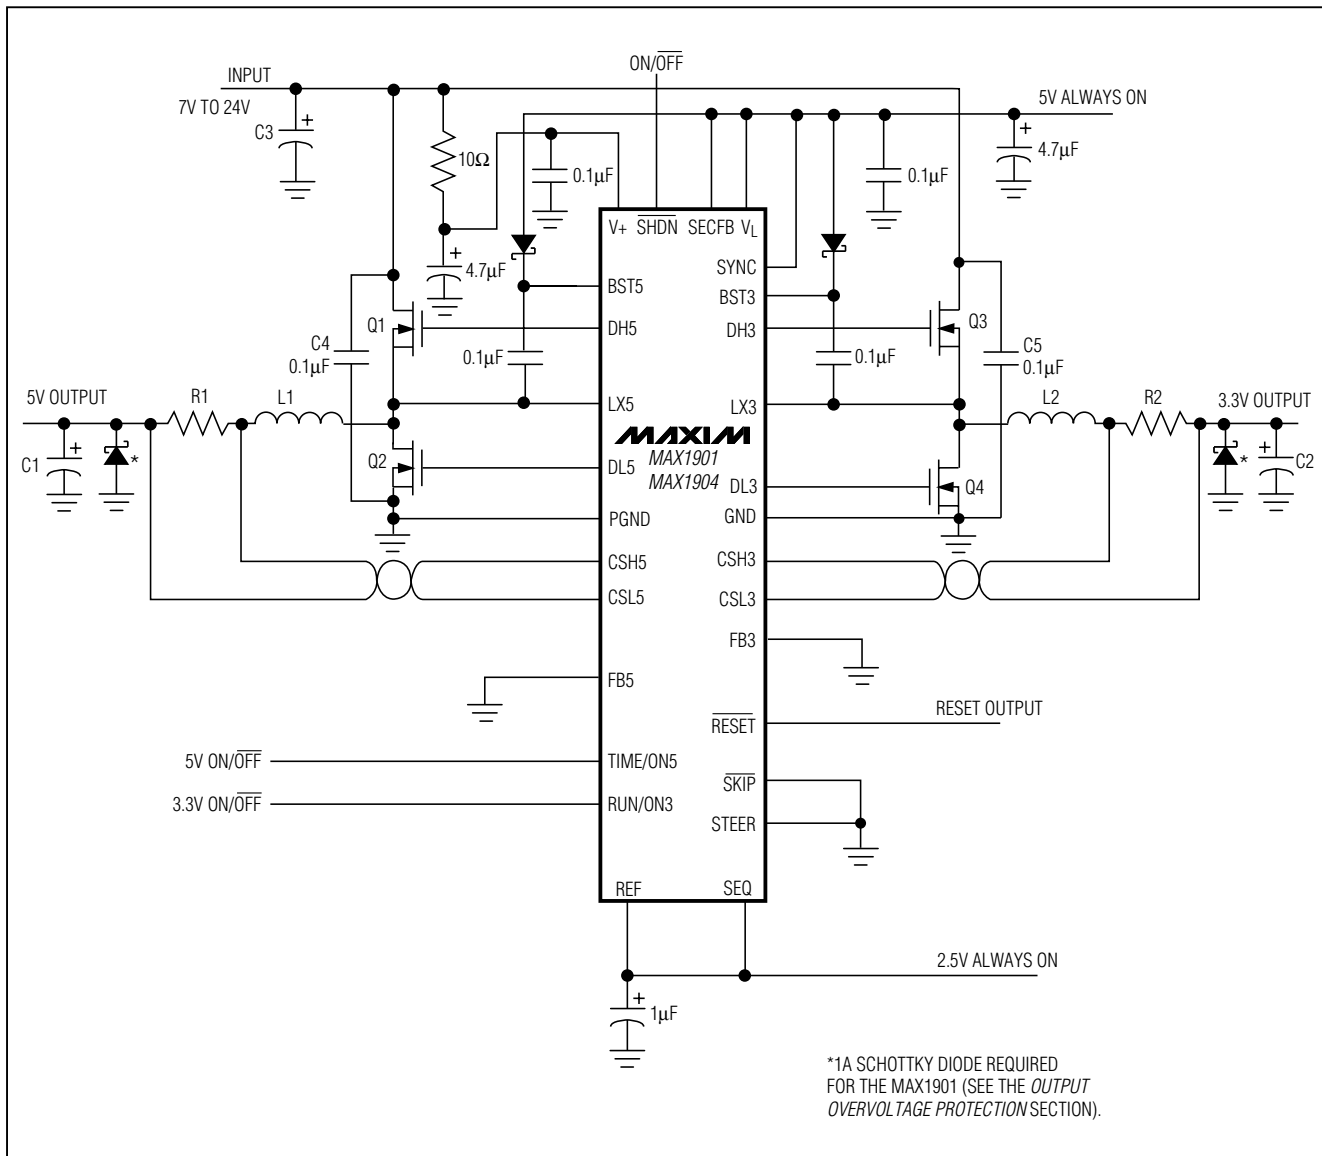 ON/OFF
INPUT
7V TO 24V
5V ALWAYS ON
C3
+
10Ω
0.1µF
0.1µF
+
4.7µF
V+
SHDN
SECFB
VL
+
4.7µF
SYNC
BST5
BST3
Q1
DH5
DH3
Q3
C4
0.1µF
0.1µF
0.1µF
C5
0.1µF
5V OUTPUT
R1
L1
LX5
LX3
L2
R2
3.3V OUTPUT
MAXIM
MAX1901
MAX1904
C1
+
*
Q2
DL5
DL3
Q4
*
+
C2
PGND
GND
CSH5
CSH3
CSL5
CSL3
FB3
FB5
RESET
RESET OUTPUT
5V ON/OFF
TIME/ON5
SKIP
3.3V ON/OFF
RUN/ON3
STEER
REF
SEQ
2.5V ALWAYS ON
+
1µF
*1A SCHOTTKY DIODE REQUIRED
FOR THE MAX1901 (SEE THE OUTPUT
OVERVOLTAGE PROTECTION SECTION).